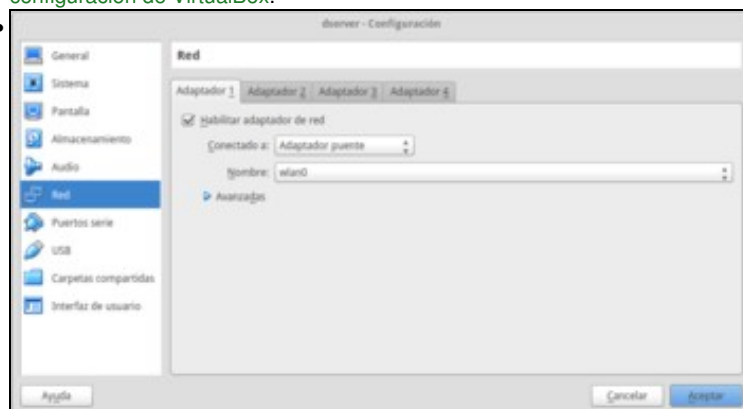 configuración de VirtualBox.
dserver - Configuración
General
Red
Sistema
Adaptador 1 Adaptador 2 Adaptador 3 Adaptador 4
Pantalla
Habilitar adaptador de red
Almacenamiento
Conectado a: Adaptador puente
Audio
Nombre: wlan0
Red
Avanzadas
Puertos serie
USB
Carpetas compartidas
Interfaz de usuario
Ayuda
Cancelar
Aceptar